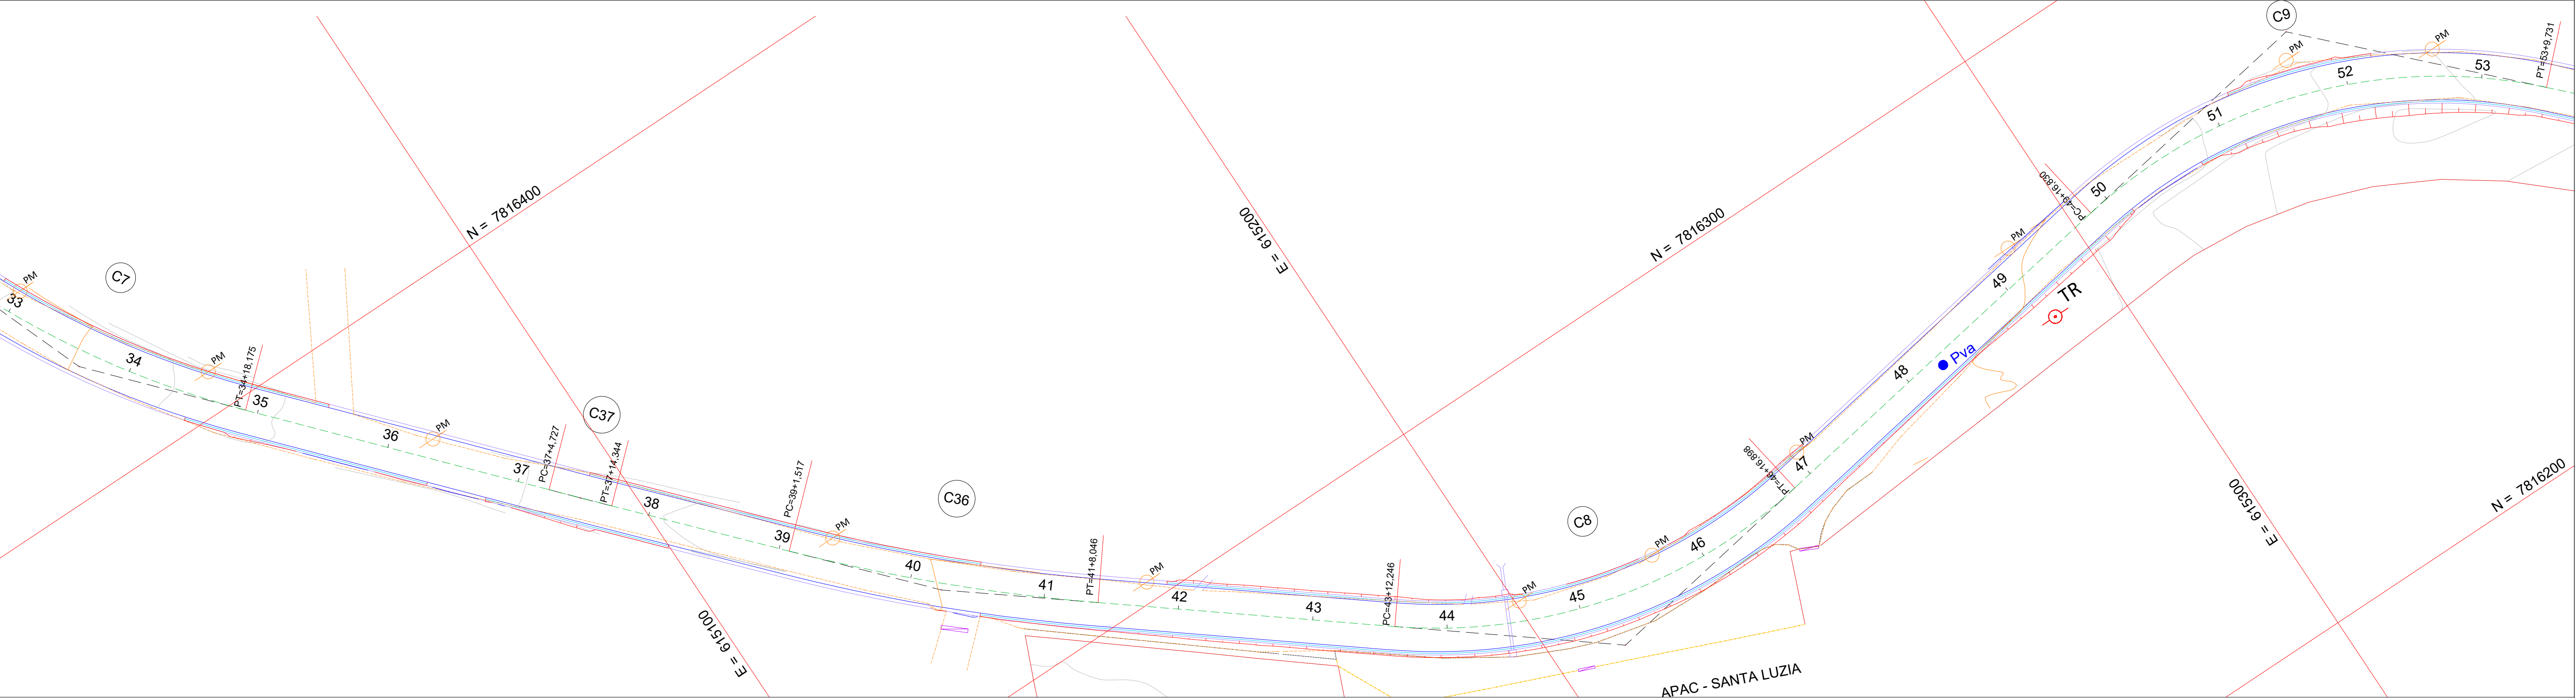 C9
PM
PM
52
53
PT=53+9,731
51
N = 7816400
PC=49+16,830
50
E = 615200
N = 7816300
PM
49
C7
PM
33
TR
34
PM
PT=34+18,175
35
Pva
48
C37
36
PM
PC=37+4,727
37
PT=37+14,344
38
PC=39+1,517
39
C36
PM
PM
47
PT=46+16,898
N = 7816200
E = 615300
C8
46
PM
40
41
PT=41+8,046
PM
42
43
PC=43+12,246
44
PM
45
E = 615100
APAC - SANTA LUZIA